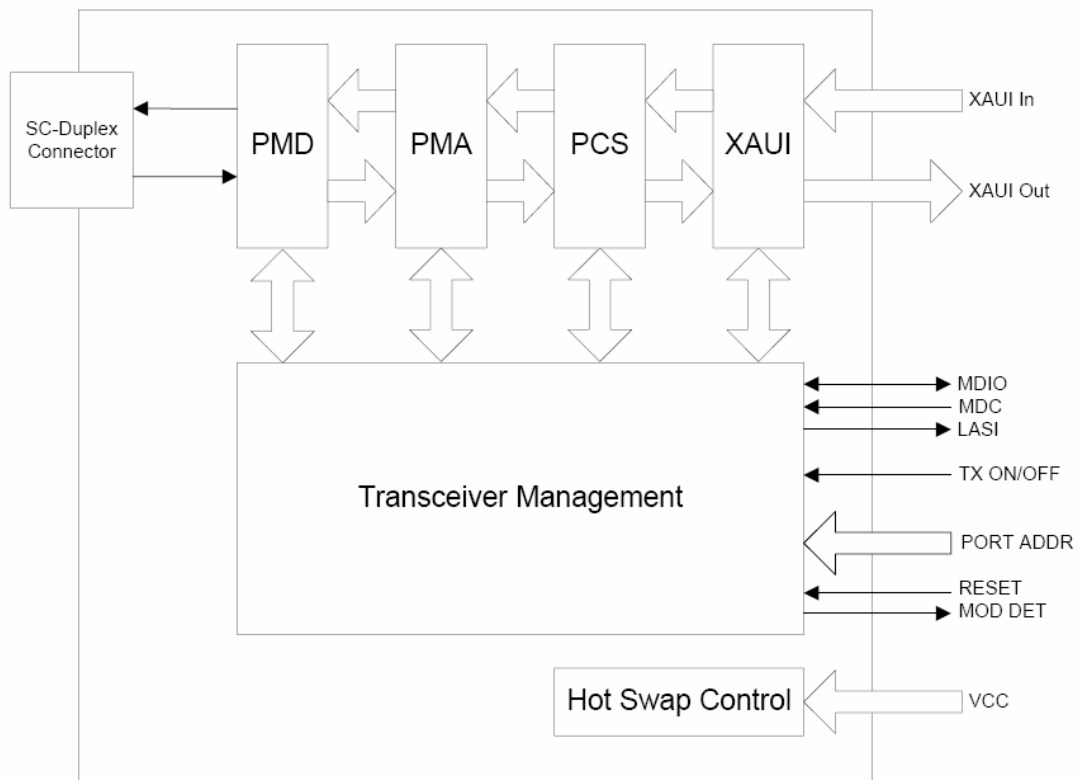 SC-Duplex
Connector
PMD
PMA
PCS
XAUI
XAUI In
XAUI Out
Transceiver Management
MDIO
MDC
LASI
TX ON/OFF
PORT ADDR
RESET
MOD DET
Hot Swap Control
VCC